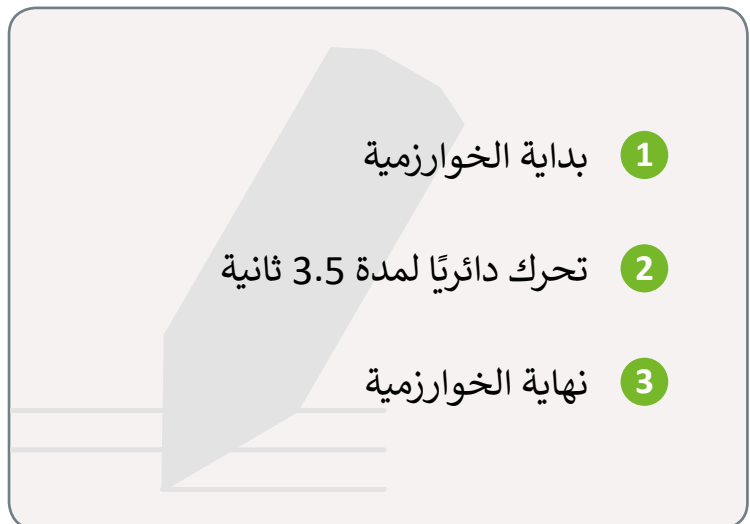 1 بداية الخوارزمية
2 تحرك دائريًا لمدة 3.5 ثانية
3 نهاية الخوارزمية